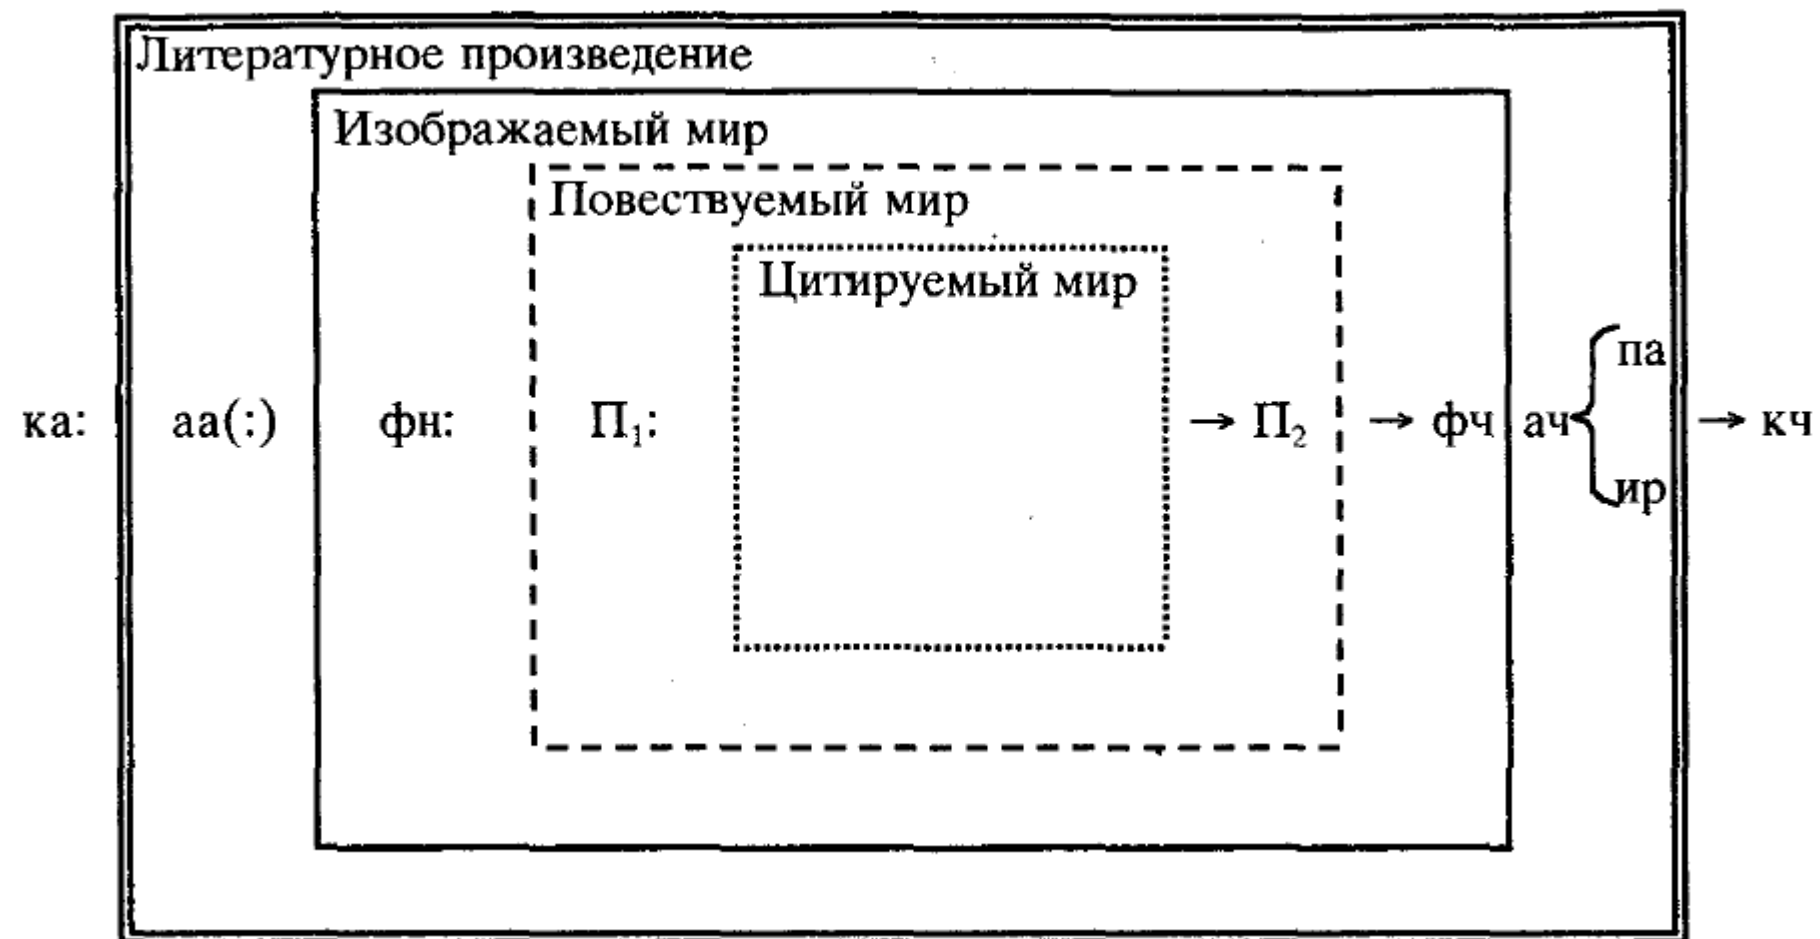 Литературное произведение
Изображаемый мир
Повествуемый мир
Цитируемый мир
па
ка: аа(:) фн: П₁: → П₂ → фч ач → кч
ир